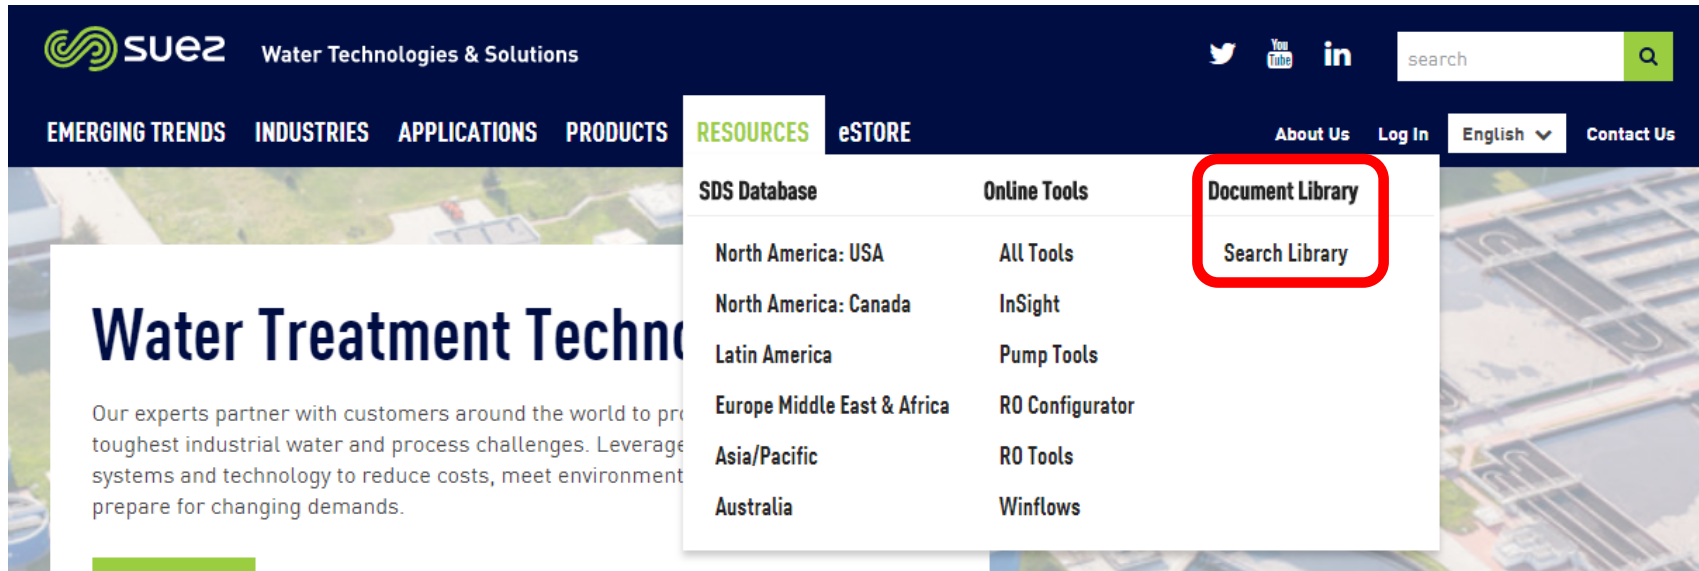 suez Water Technologies & Solutions
You Tube in search
EMERGING TRENDS INDUSTRIES APPLICATIONS PRODUCTS RESOURCES eSTORE
About Us Log In English Contact Us
SDS Database
North America: USA
North America: Canada
Latin America
Europe Middle East & Africa
Asia/Pacific
Australia
Online Tools
All Tools
InSight
Pump Tools
RO Configurator
RO Tools
Winflows
Document Library
Search Library
Water Treatment
Our experts partner with customers around the world to
toughest industrial water and process challenges. Leverage
systems and technology to reduce costs, meet
prepare for changing demands.